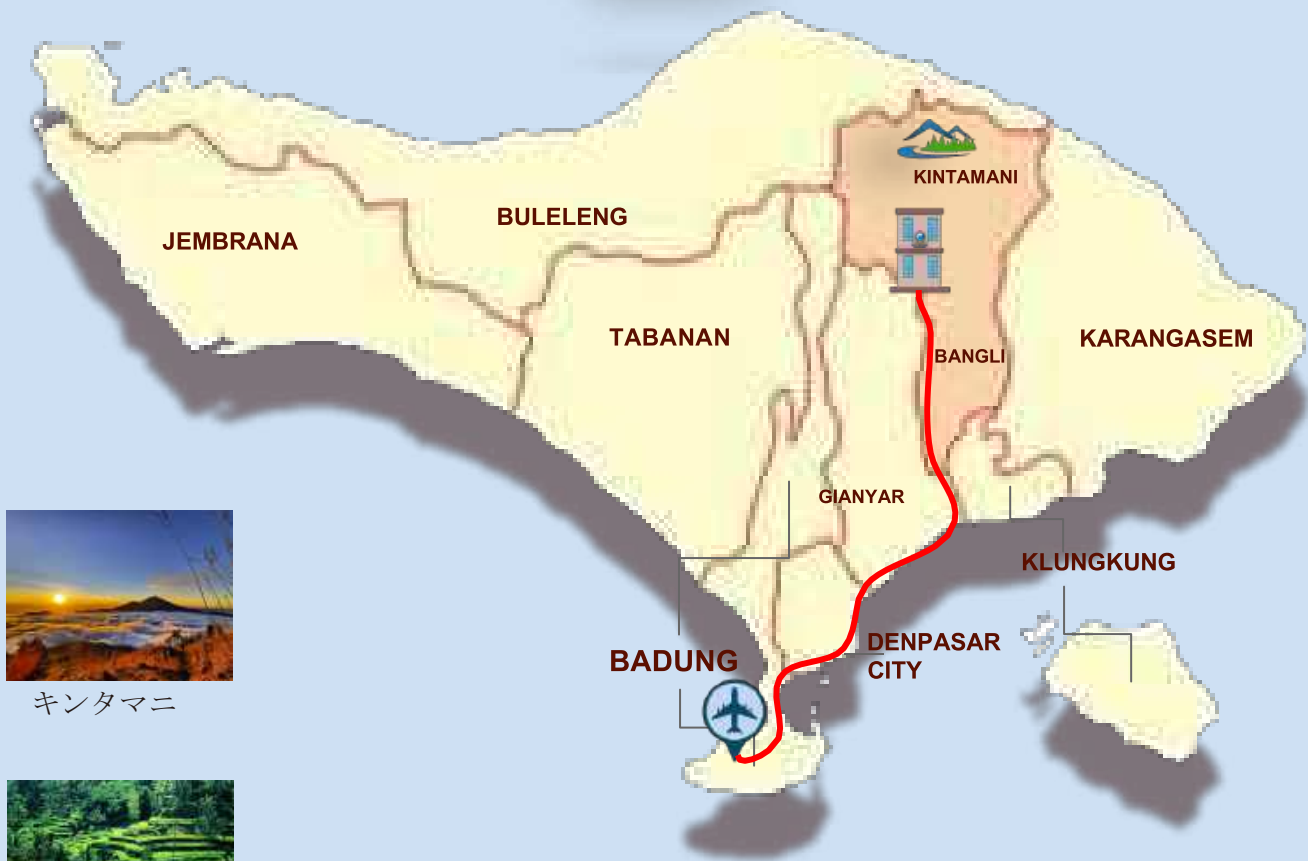 KINTAMANI
BULELENG
JEMBRANA
TABANAN
KARANGASEM
BANGLI
GIANYAR
KLUNGKUNG
DENPASAR
CITY
BADUNG
キンタマニ